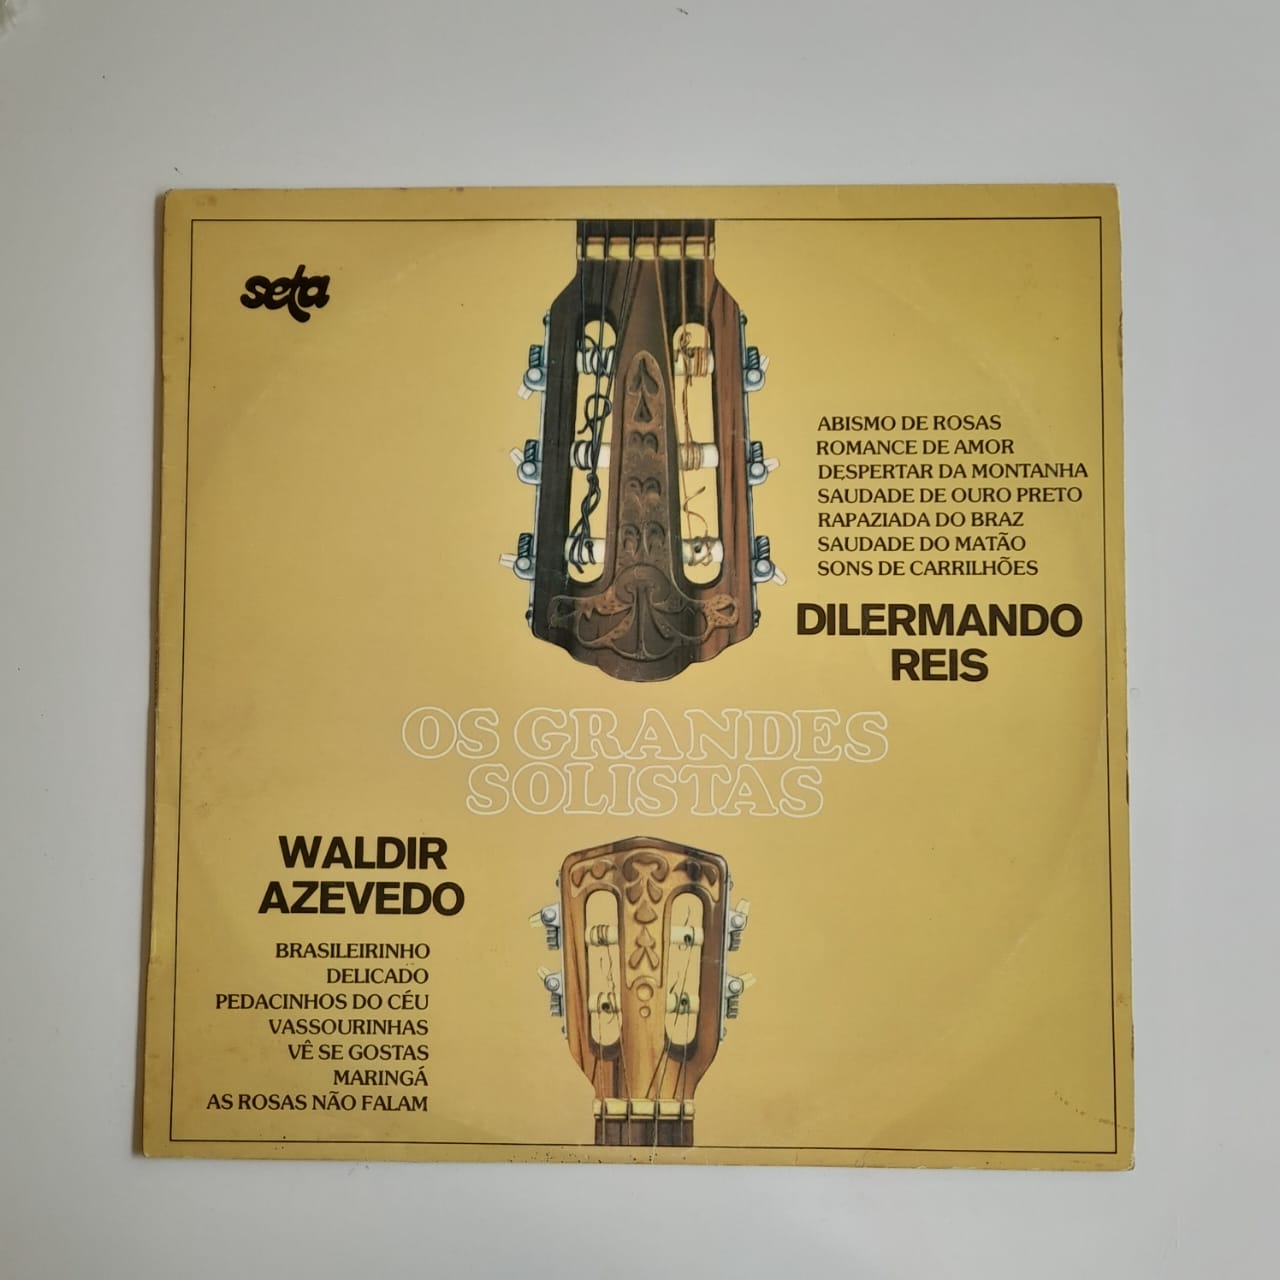 seta
ABISMO DE ROSAS
ROMANCE DE AMOR
DESPERTAR DA MONTANHA
SAUDADE DE OURO PRETO
RAPAZIADA DO BRAZ
SAUDADE DO MATÃO
SONS DE CARRILHÕES
DILERMANDO
REIS
OS GRANDES
SOLISTAS
WALDIR
AZEVEDO
BRASILEIRINHO
DELICADO
PEDACINHOS DO CÉU
VASSOURINHAS
VÊ SE GOSTAS
MARINGÁ
AS ROSAS NÃO FALAM